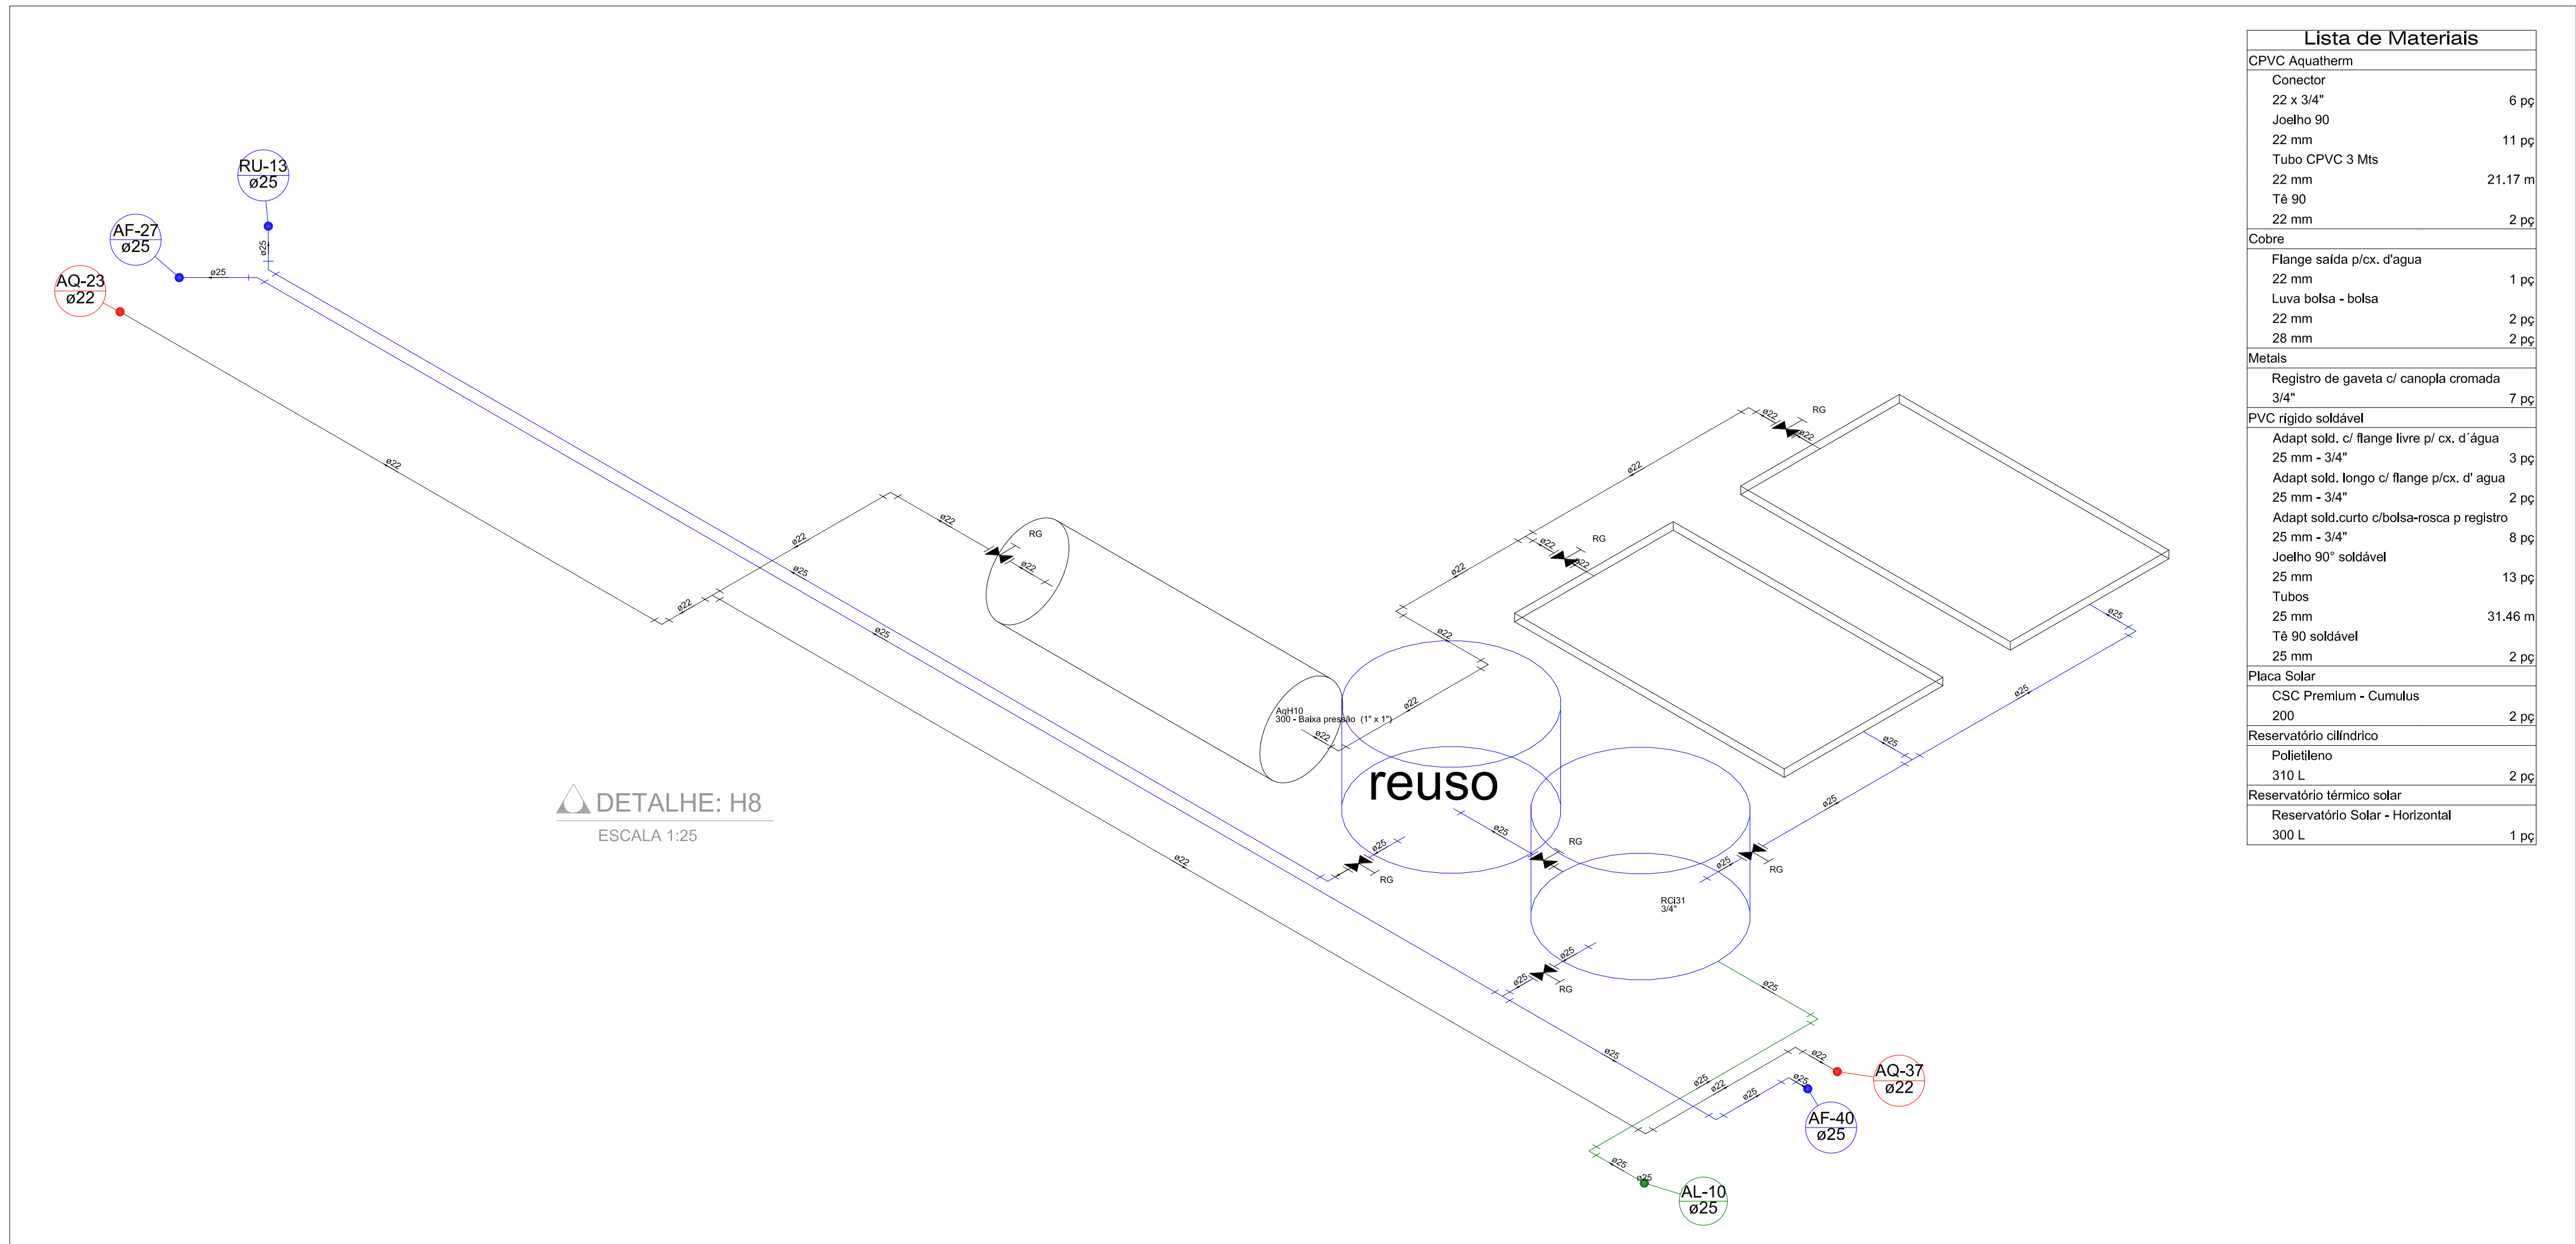 Lista de Materiais
CPVC Aquatherm
Conector
22 x 3/4" 6 pç
Joelho 90
22 mm 11 pç
Tubo CPVC 3 Mts
22 mm 21.17 m
Tê 90
22 mm 2 pç
Cobre
Flange saída p/cx. d'agua
22 mm 1 pç
Luva bolsa - bolsa
22 mm 2 pç
28 mm 2 pç
Metais
Registro de gaveta c/ canopla cromada
3/4" 7 pç
PVC rígido soldável
Adapt sold. c/ flange livre p/ cx. d´água
25 mm - 3/4" 3 pç
Adapt sold. longo c/ flange p/cx. d' agua
25 mm - 3/4" 2 pç
Adapt sold.curto c/bolsa-rosca p registro
25 mm - 3/4" 8 pç
Joelho 90° soldável
25 mm 13 pç
Tubos
25 mm 31.46 m
Tê 90 soldável
25 mm 2 pç
Placa Solar
CSC Premium - Cumulus
200 2 pç
Reservatório cilíndrico
Polietileno
310 L 2 pç
Reservatório térmico solar
Reservatório Solar - Horizontal
300 L 1 pç
RU-13
ø25
AF-27
ø25
AQ-23
ø22
ø25
ø25
ø22
ø22
ø22
ø22
RG
ø22
ø25
ø25
ø22
RG
ø22
ø22
ø22
RG
ø22
ø22
ø22
ø22
ø22
ø22
AqH10
300 - Baixa pressão (1" x 1")
reuso
ø25
ø25
ø25
ø25
ø25
RG
ø25
RG
ø25
RG
RCi31
3/4"
DETALHE: H8
ESCALA 1:25
ø22
ø25
ø25
RG
ø25
ø25
ø25
ø22
ø25
ø22
ø25
AQ-37
ø22
AF-40
ø25
ø25
ø25
AL-10
ø25